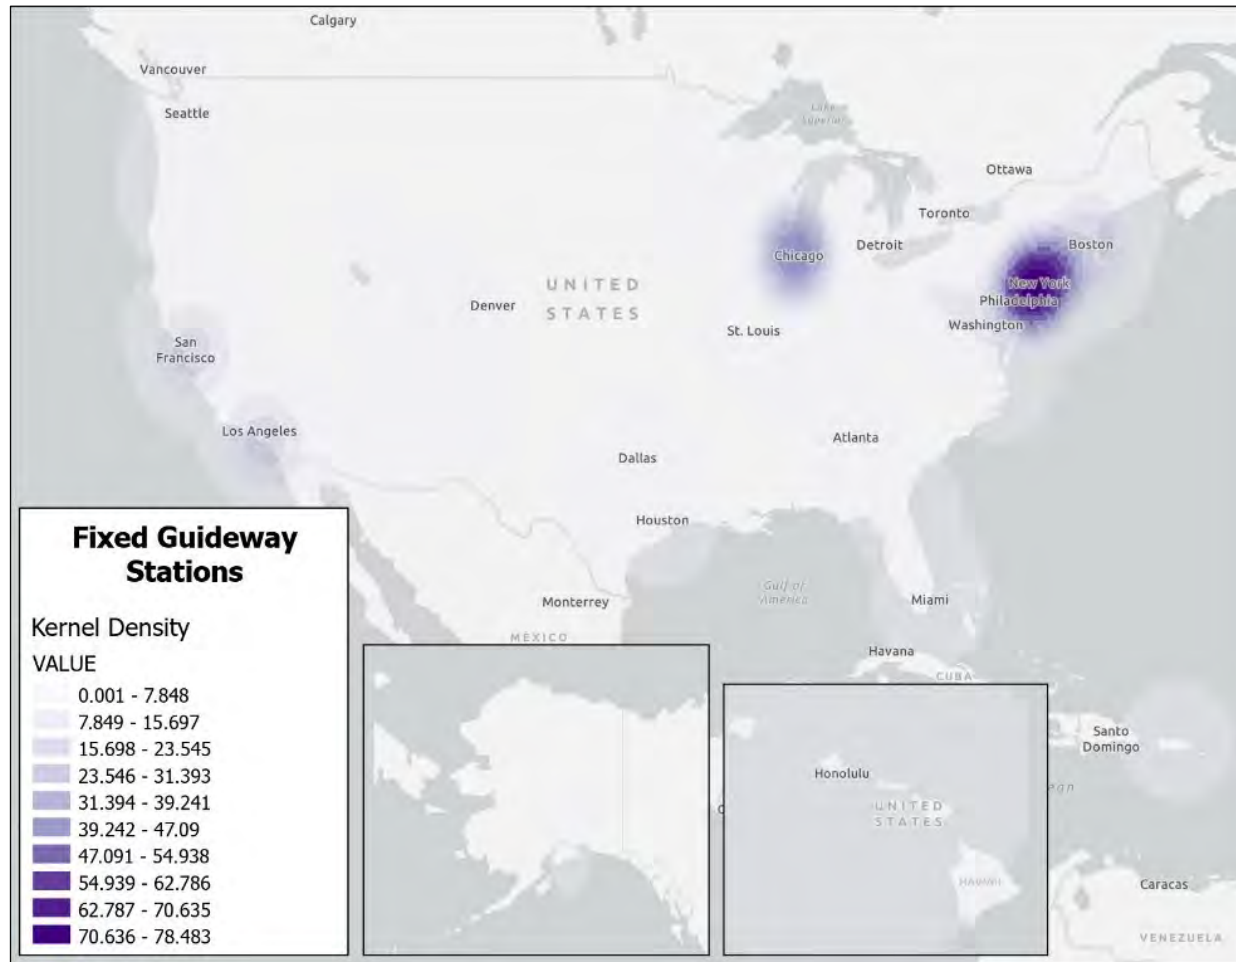 Calgary
Vancouver
Seattle
Lake
Superior
Ottawa
Toronto
Boston
Detroit
Chicago
New York
Philadelphia
Washington
UNITED
STATES
Denver
St. Louis
San
Francisco
Los Angeles
Atlanta
Dallas
Houston
Gulf of
America
Monterrey
Miami
MÉXICO
Havana
CUBA
Santo
Domingo
Honolulu
UNITED
STATES
HAWAII
Caracas
VENEZUELA
Fixed Guideway
Stations
Kernel Density
VALUE
0.001 - 7.848
7.849 - 15.697
15.698 - 23.545
23.546 - 31.393
31.394 - 39.241
39.242 - 47.09
47.091 - 54.938
54.939 - 62.786
62.787 - 70.635
70.636 - 78.483